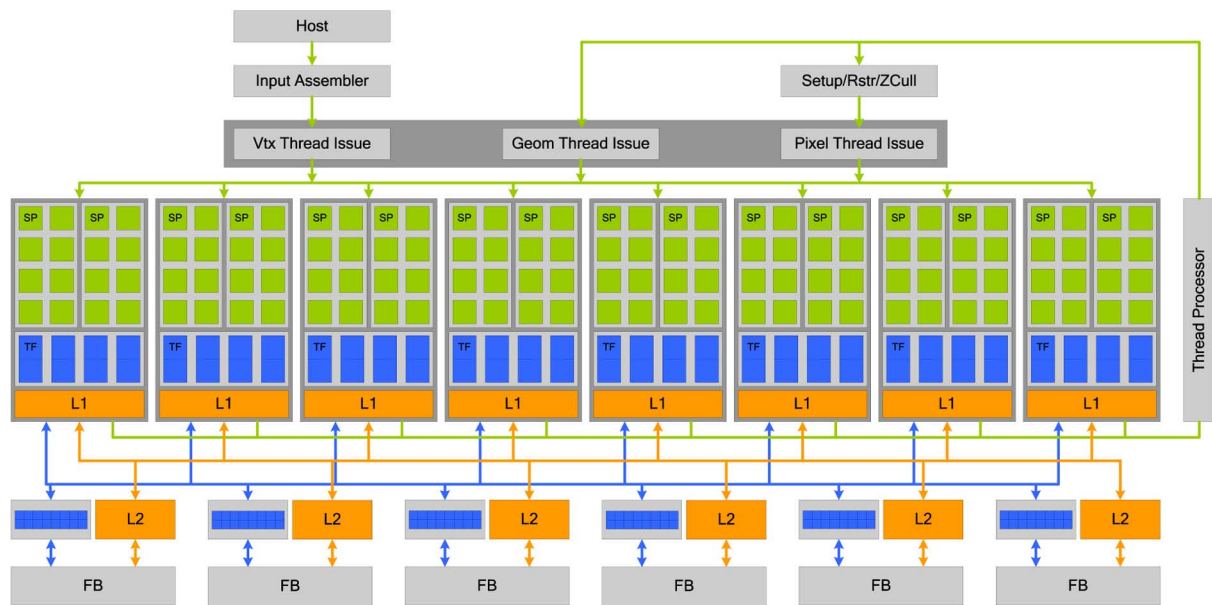 Host
Input Assembler
Setup/Rstr/ZCull
Vtx Thread Issue
Geom Thread Issue
Pixel Thread Issue
SP SP SP SP SP SP SP SP SP SP SP SP SP SP SP SP
Thread Processor
TF TF TF TF TF TF TF TF
L1 L1 L1 L1 L1 L1 L1 L1
L2 L2 L2 L2 L2 L2
FB FB FB FB FB FB